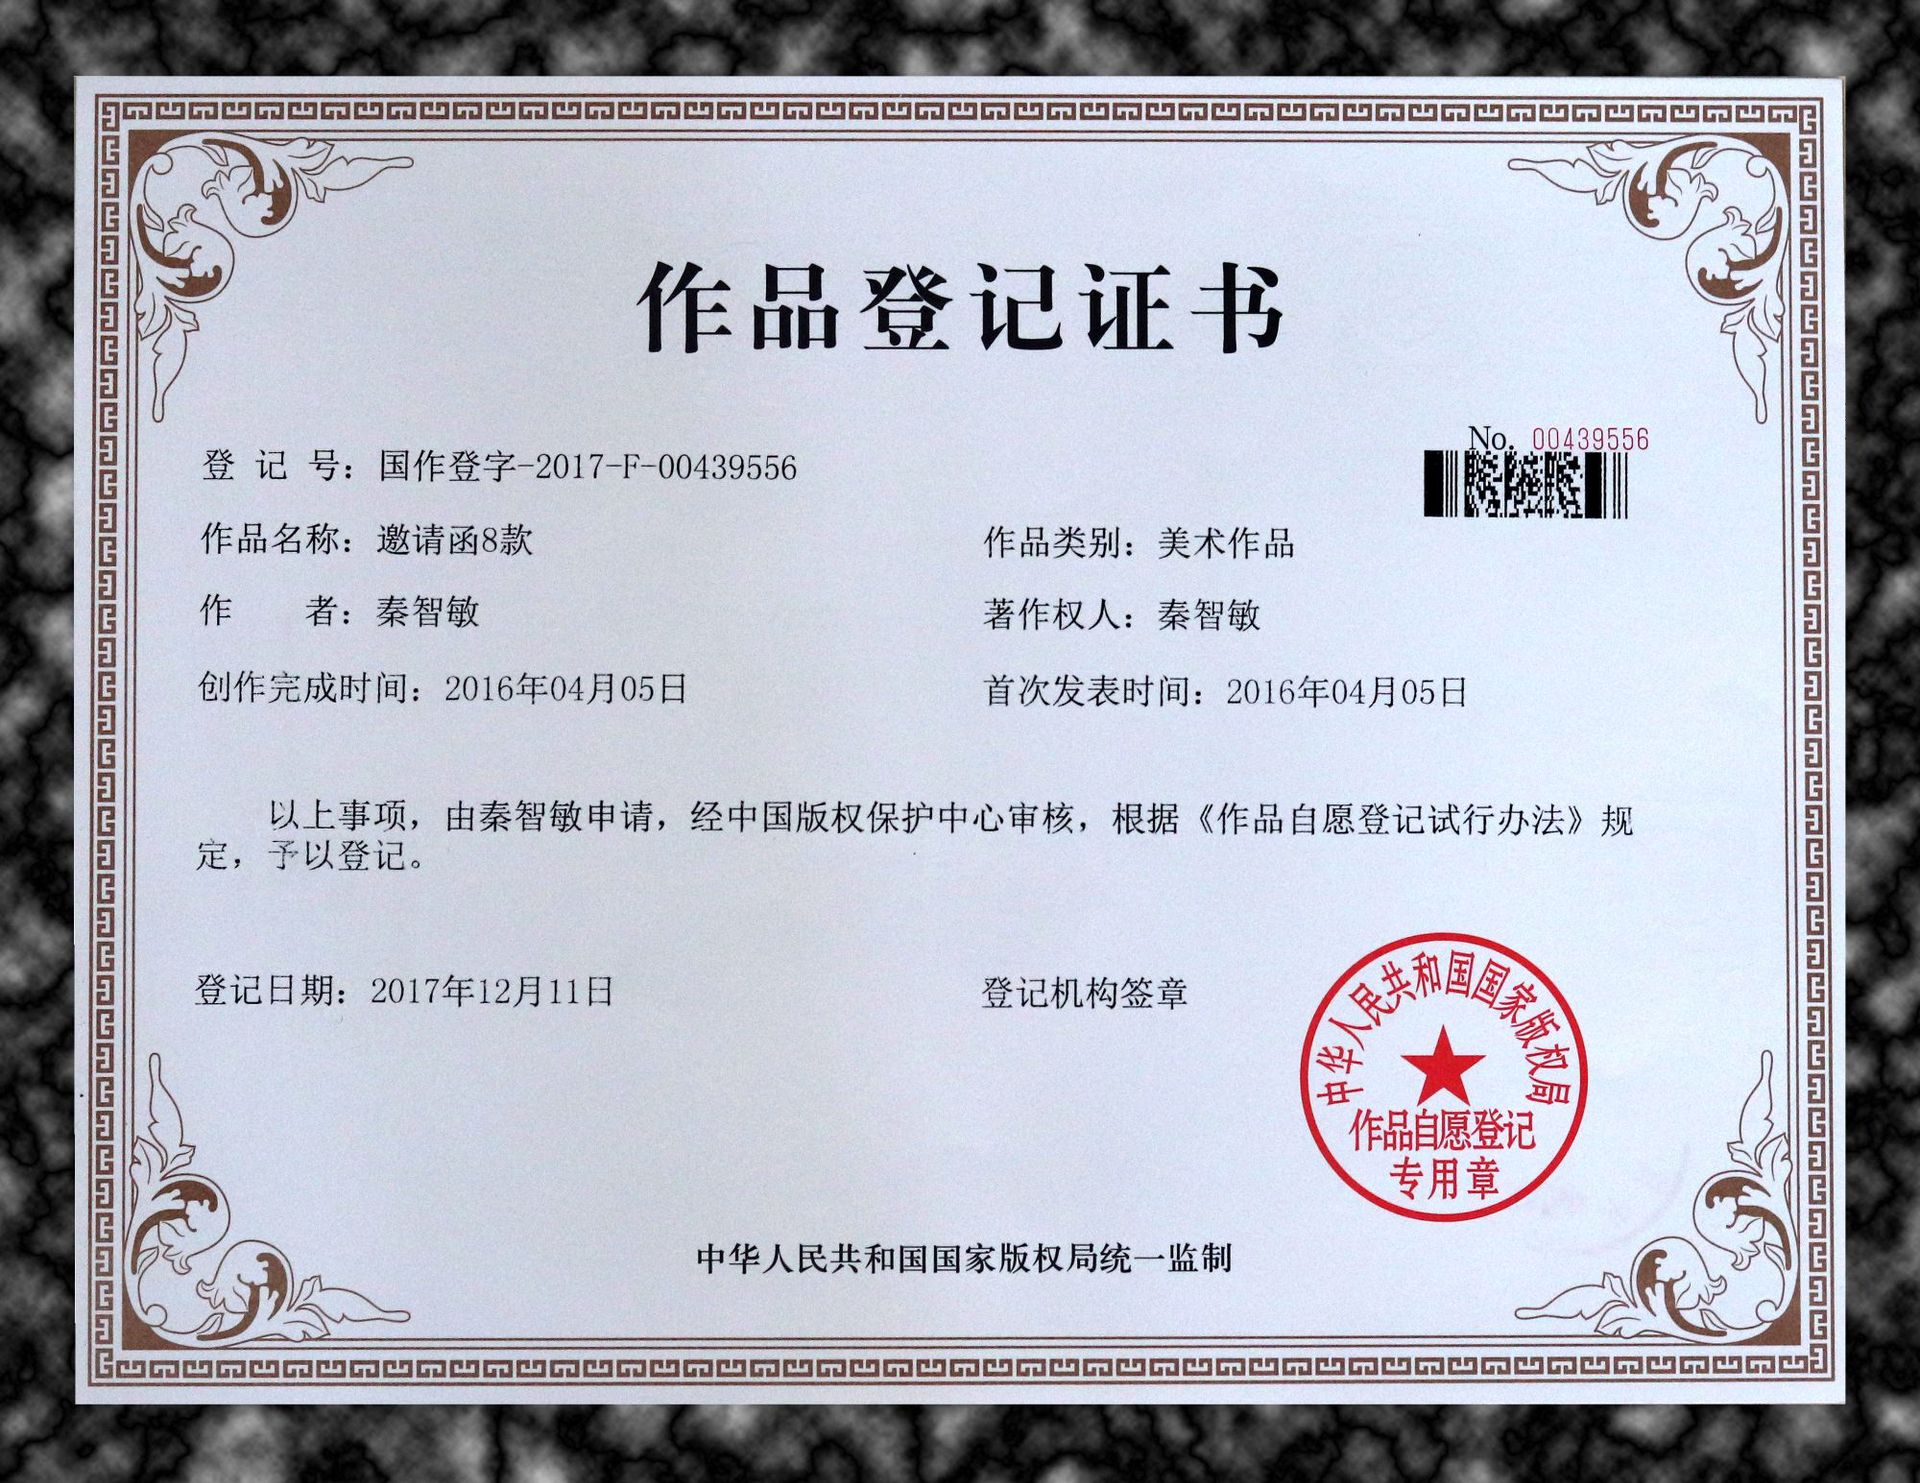 作品登记证书
No. 00439556
登 记 号：国作登字-2017-F-00439556
作品名称：邀请函8款
作品类别：美术作品
作 者：秦智敏
著作权人：秦智敏
创作完成时间：2016年04月05日
首次发表时间：2016年04月05日
以上事项，由秦智敏申请，经中国版权保护中心审核，根据《作品自愿登记试行办法》规
定，予以登记。
登记日期：2017年12月11日
登记机构签章
中华人民共和国国家版权局
作品自愿登记
专用章
中华人民共和国国家版权局统一监制